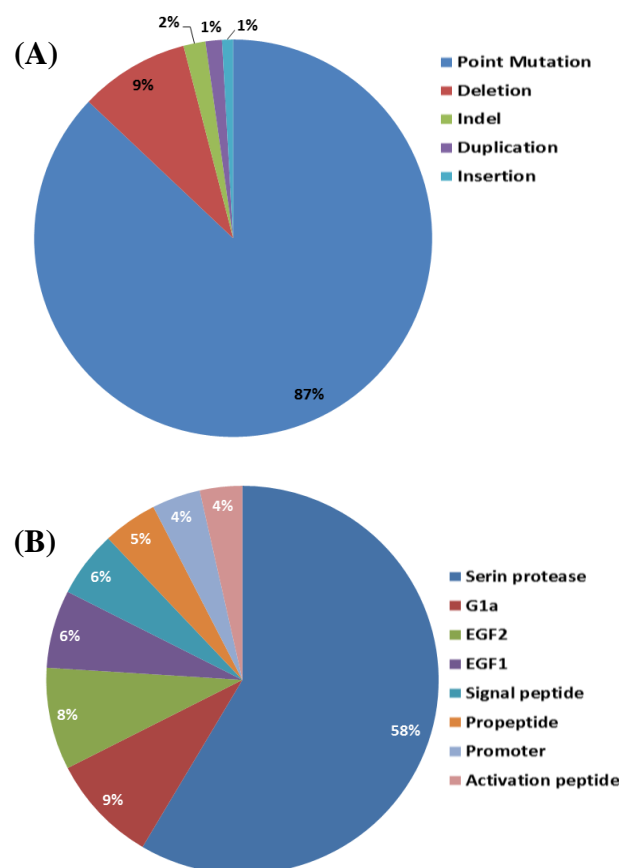 (A)
2%
1%
1%
9%
87%
Point Mutation
Deletion
Indel
Duplication
Insertion
(B)
4%
4%
5%
6%
6%
8%
9%
58%
Serin protease
G1a
EGF2
EGF1
Signal peptide
Propeptide
Promoter
Activation peptide